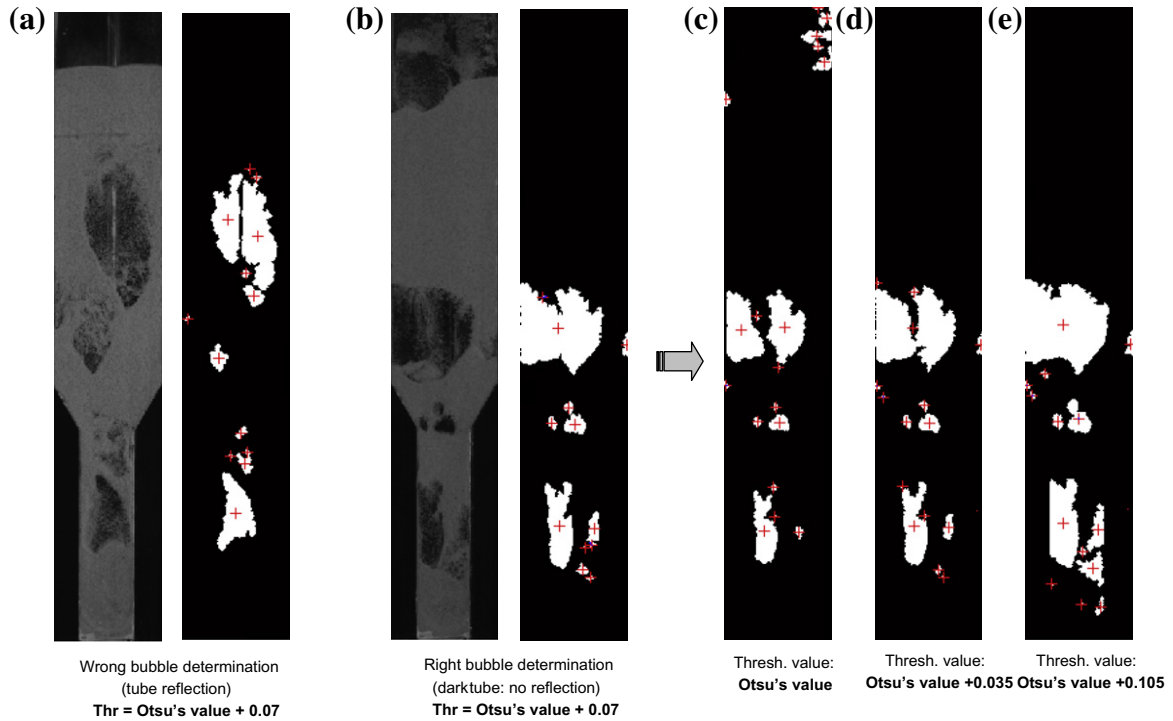 (a)
(b)
(c)
(d)
(e)
Wrong bubble determination
(tube reflection)
Thr = Otsu's value + 0.07
Right bubble determination
(darktube: no reflection)
Thr = Otsu's value + 0.07
Thresh. value:
Otsu's value
Thresh. value:
Otsu's value +0.035
Thresh. value:
Otsu's value +0.105